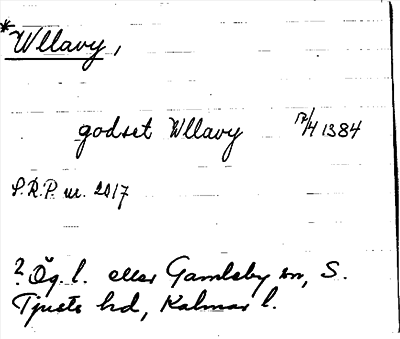 *Wllavy,
godset Wllavy 17/4 1384
S.R.P. nr. 2017
? Ög. l. eller Gamleby sn, S.
Tjusts hd, Kalmar l.